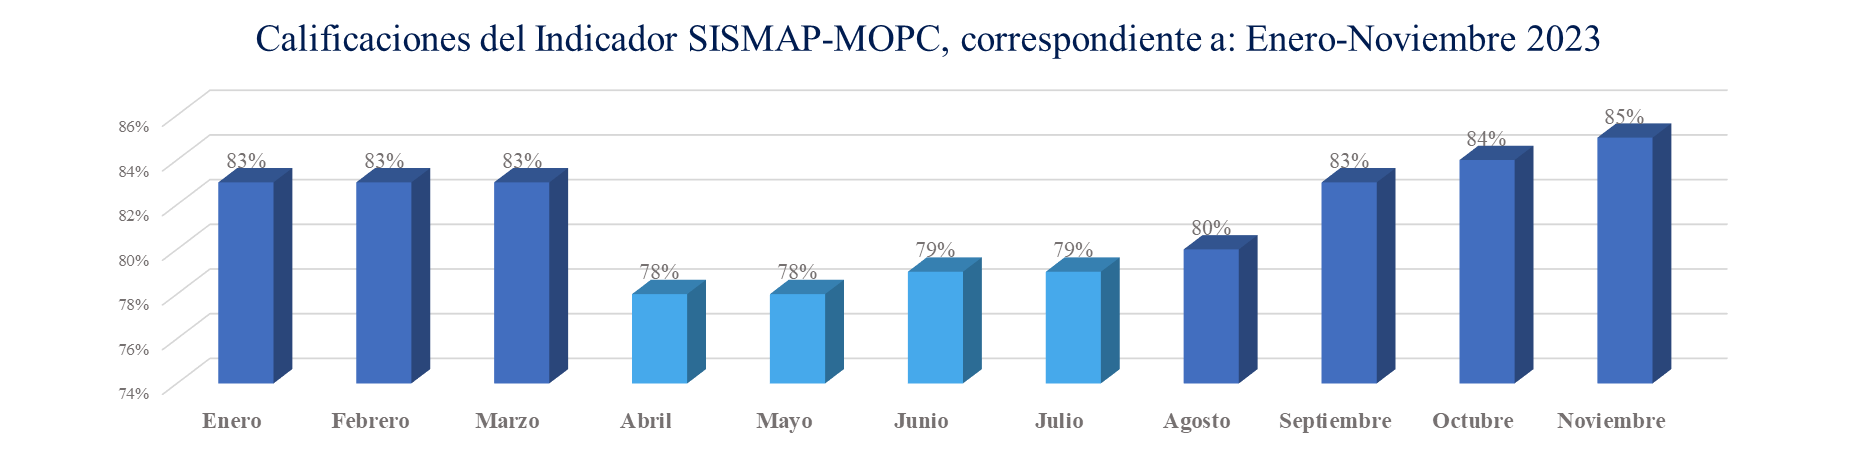 Calificaciones del Indicador SISMAP-MOPC, correspondiente a: Enero-Noviembre 2023
86%
84%
82%
80%
78%
76%
74%
83% 83% 83% 78% 78% 79% 79% 80% 83% 84% 85%
Enero Febrero Marzo Abril Mayo Junio Julio Agosto Septiembre Octubre Noviembre